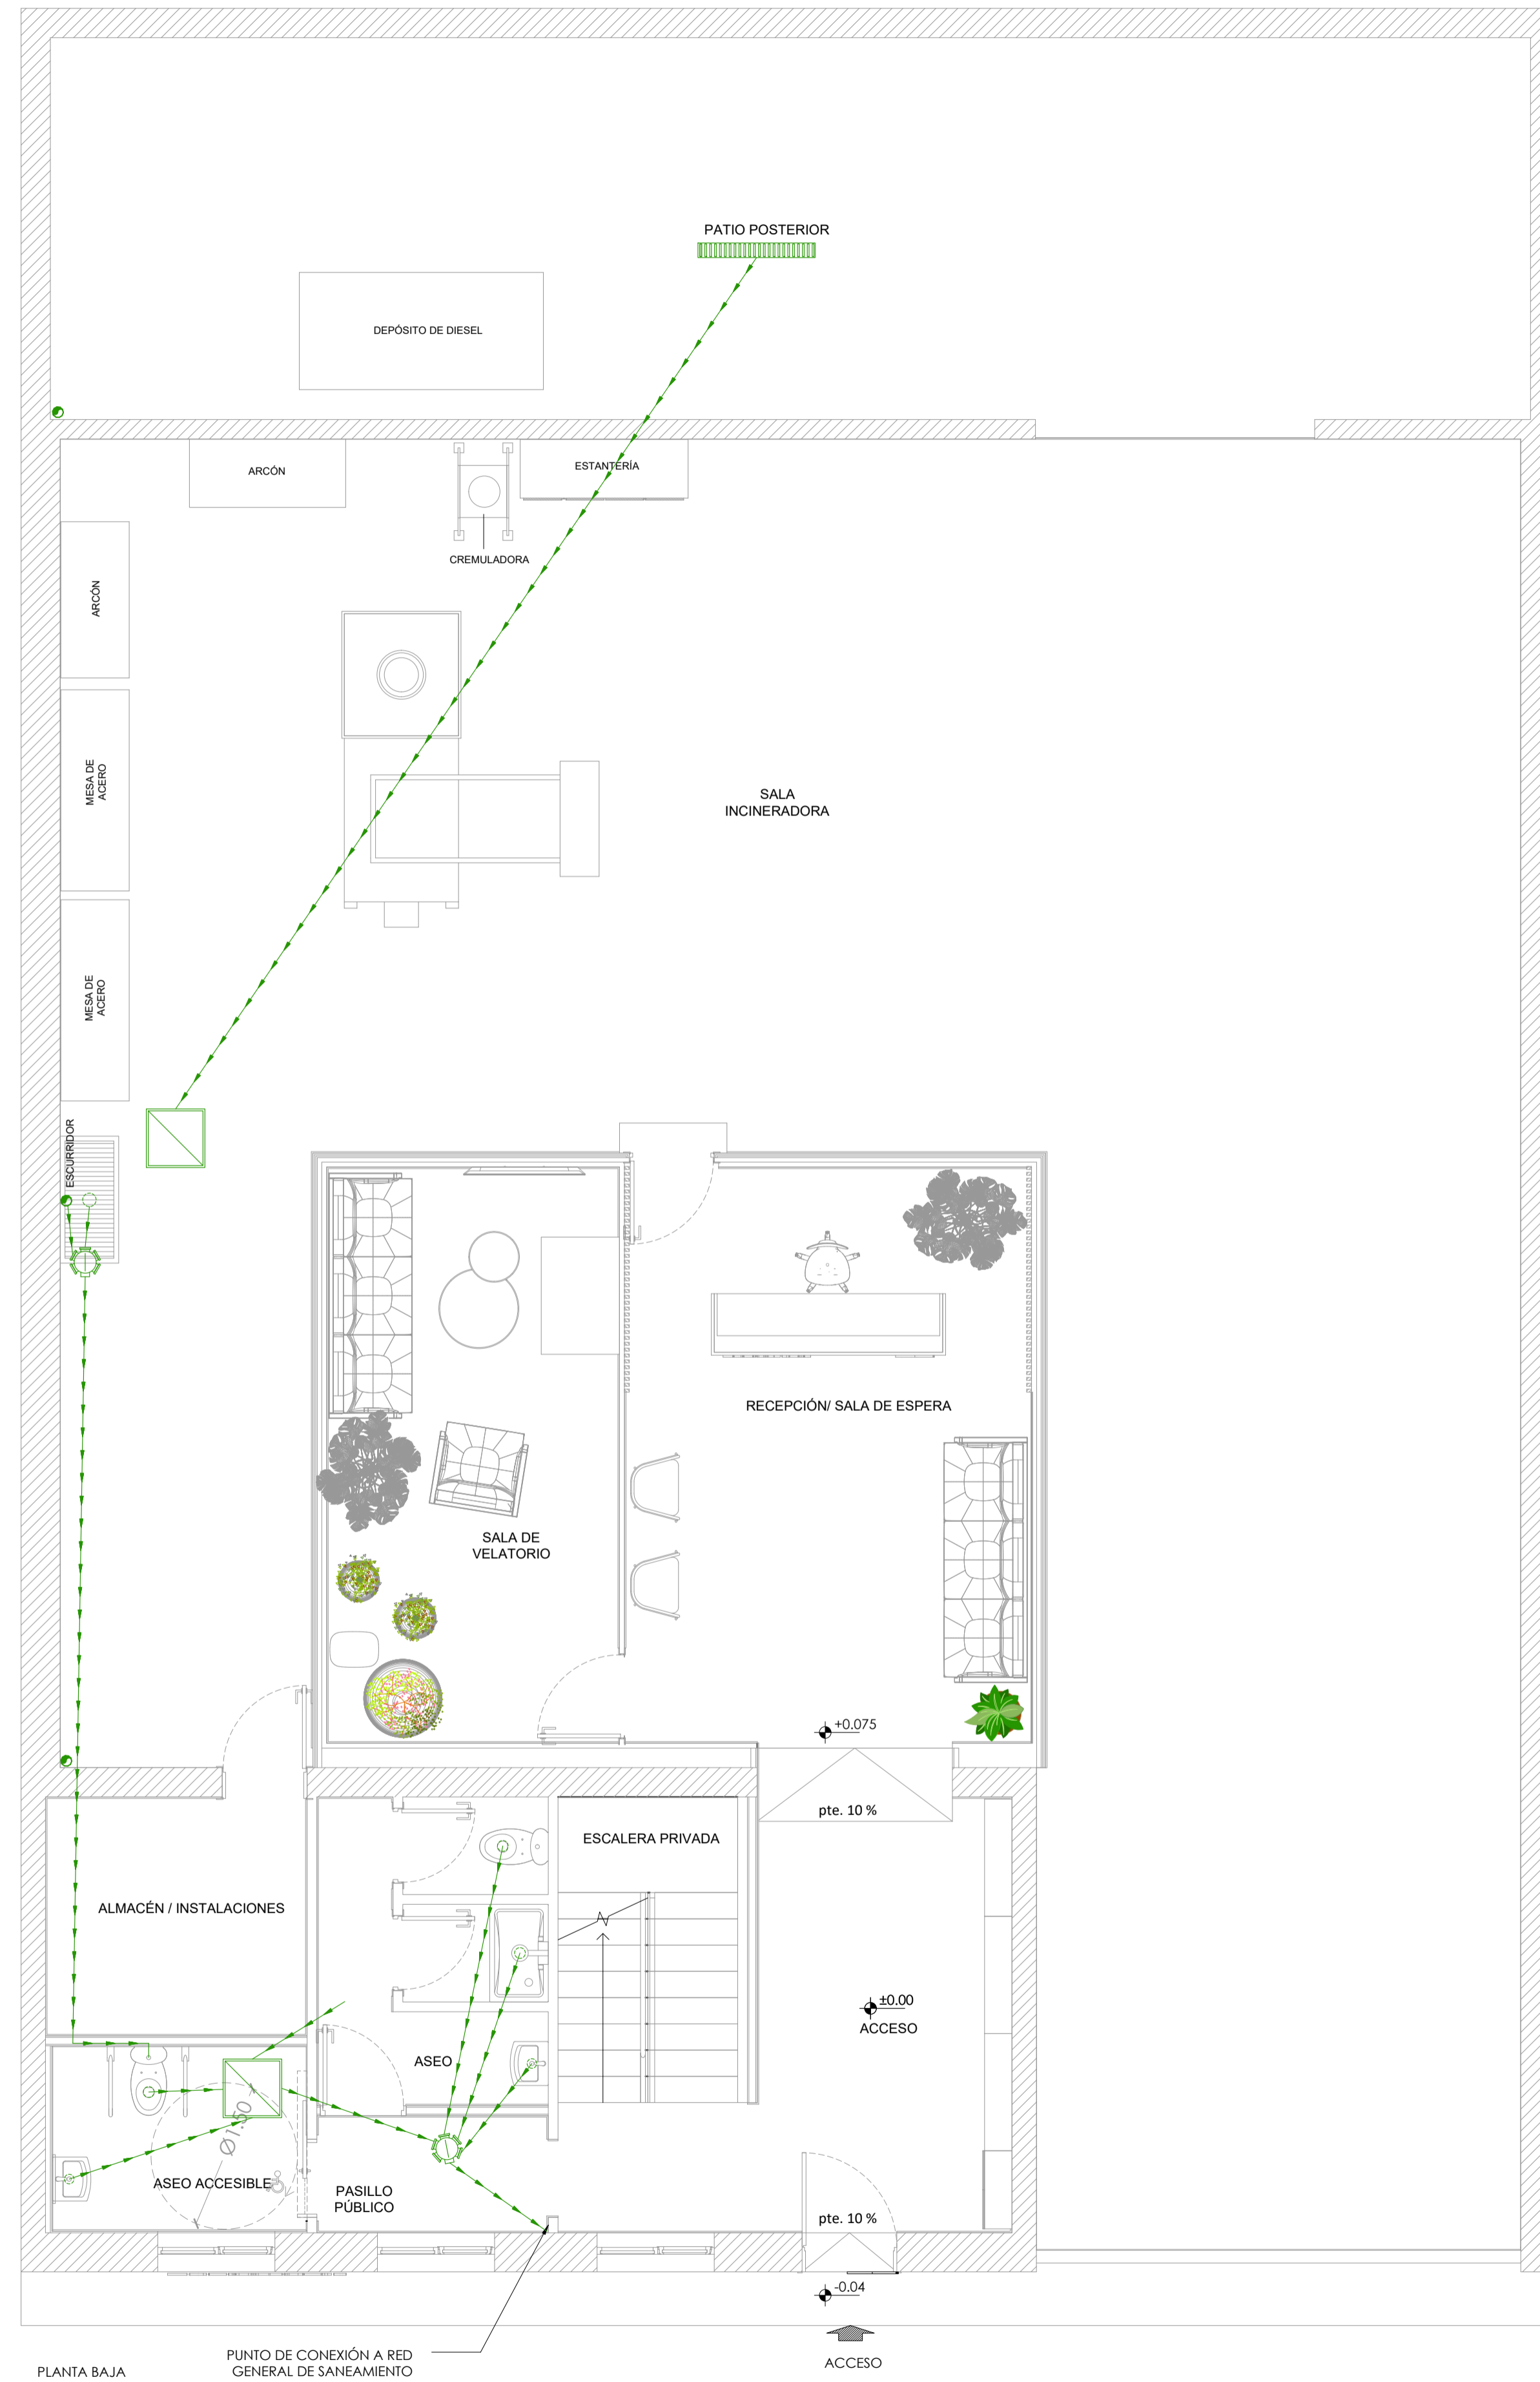 PATIO POSTERIOR
DEPÓSITO DE DIESEL
ARCÓN
ESTANTERÍA
CREMULADORA
ARCÓN
MESA DE
ACERO
SALA
INCINERADORA
MESA DE
ACERO
ESCURRIDOR
RECEPCIÓN/ SALA DE ESPERA
SALA DE
VELATORIO
+0.075
pte. 10 %
ESCALERA PRIVADA
ALMACÉN / INSTALACIONES
±0.00
ACCESO
ASEO
Ø1.50
ASEO ACCESIBLE
PASILLO
PÚBLICO
pte. 10 %
-0.04
PUNTO DE CONEXIÓN A RED
GENERAL DE SANEAMIENTO
ACCESO
PLANTA BAJA